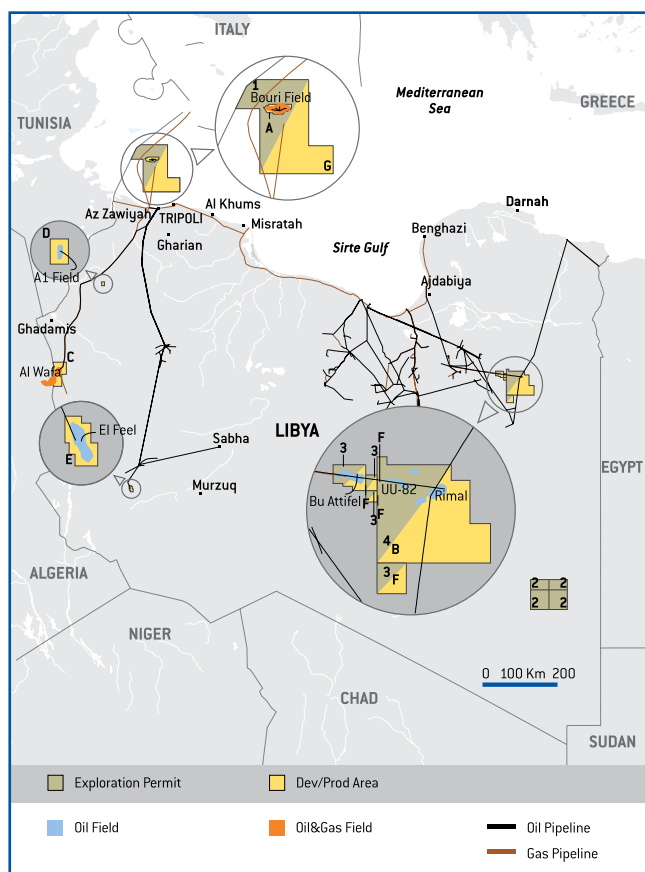 ITALY
1
Bouri Field
A
G
Mediterranean
Sea
GREECE
TUNISIA
Az Zawiyah
TRIPOLI
Al Khums
Misratah
Gharian
Darnah
Benghazi
Sirte Gulf
Ajdabiya
D
A1 Field
Ghadamis
C
Al Wafa
El Feel
E
LIBYA
Sabha
Murzuq
EGYPT
3
3
F
UU-82
Rimal
Bu Attifel
F
F
3
4
B
3
F
ALGERIA
2 2
2 2
NIGER
0 100 Km 200
CHAD
SUDAN
Exploration Permit
Dev/Prod Area
Oil Field
Oil&Gas Field
Oil Pipeline
Gas Pipeline